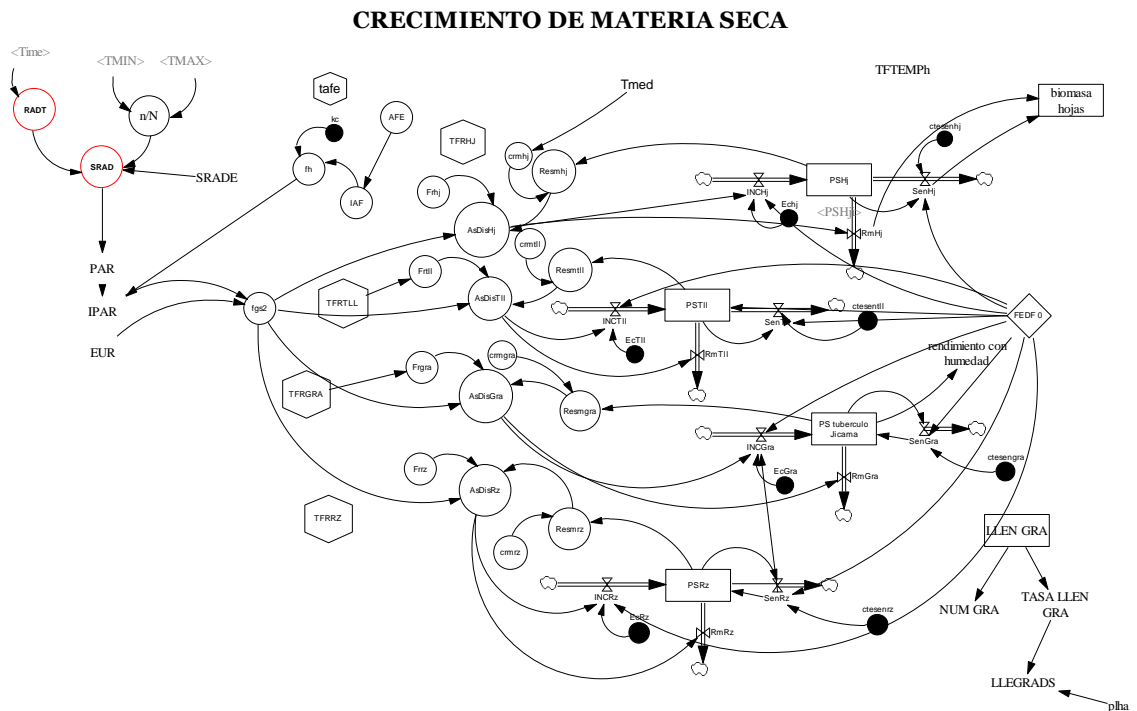 CRECIMIENTO DE MATERIA SECA
<Time>
<TMIN>
<TMAX>
RADT
n/N
SRAD
SRADE
tafe
kc
AFE
fh
IAF
PAR
IPAR
EUR
fgs2
TFRHJ
Tmed
crmhj
Resmhj
Frhj
AsDisHj
TFTEMPh
biomasa
hojas
ctesenhj
PSHj
INCHj
SenHj
Echj
<PSHj>
RmHj
crmtll
Resmtll
Frtll
TFRTLL
AsDisTll
PSTll
INCTll
Sen
ctesentll
EcTll
RmTll
FEDF 0
rendimiento con
humedad
TFRGRA
Frgra
crmgra
AsDisGra
Resmgra
PS tuberculo
Jicama
INCGra
SenGra
EcGra
RmGra
ctesengra
Frrz
AsDisRz
TFRRZ
Resmrz
crmrz
PSRz
INCRz
SenRz
EcRz
RmRz
ctesenrz
LLEN GRA
NUM GRA
TASA LLEN
GRA
LLEGRADS
plha